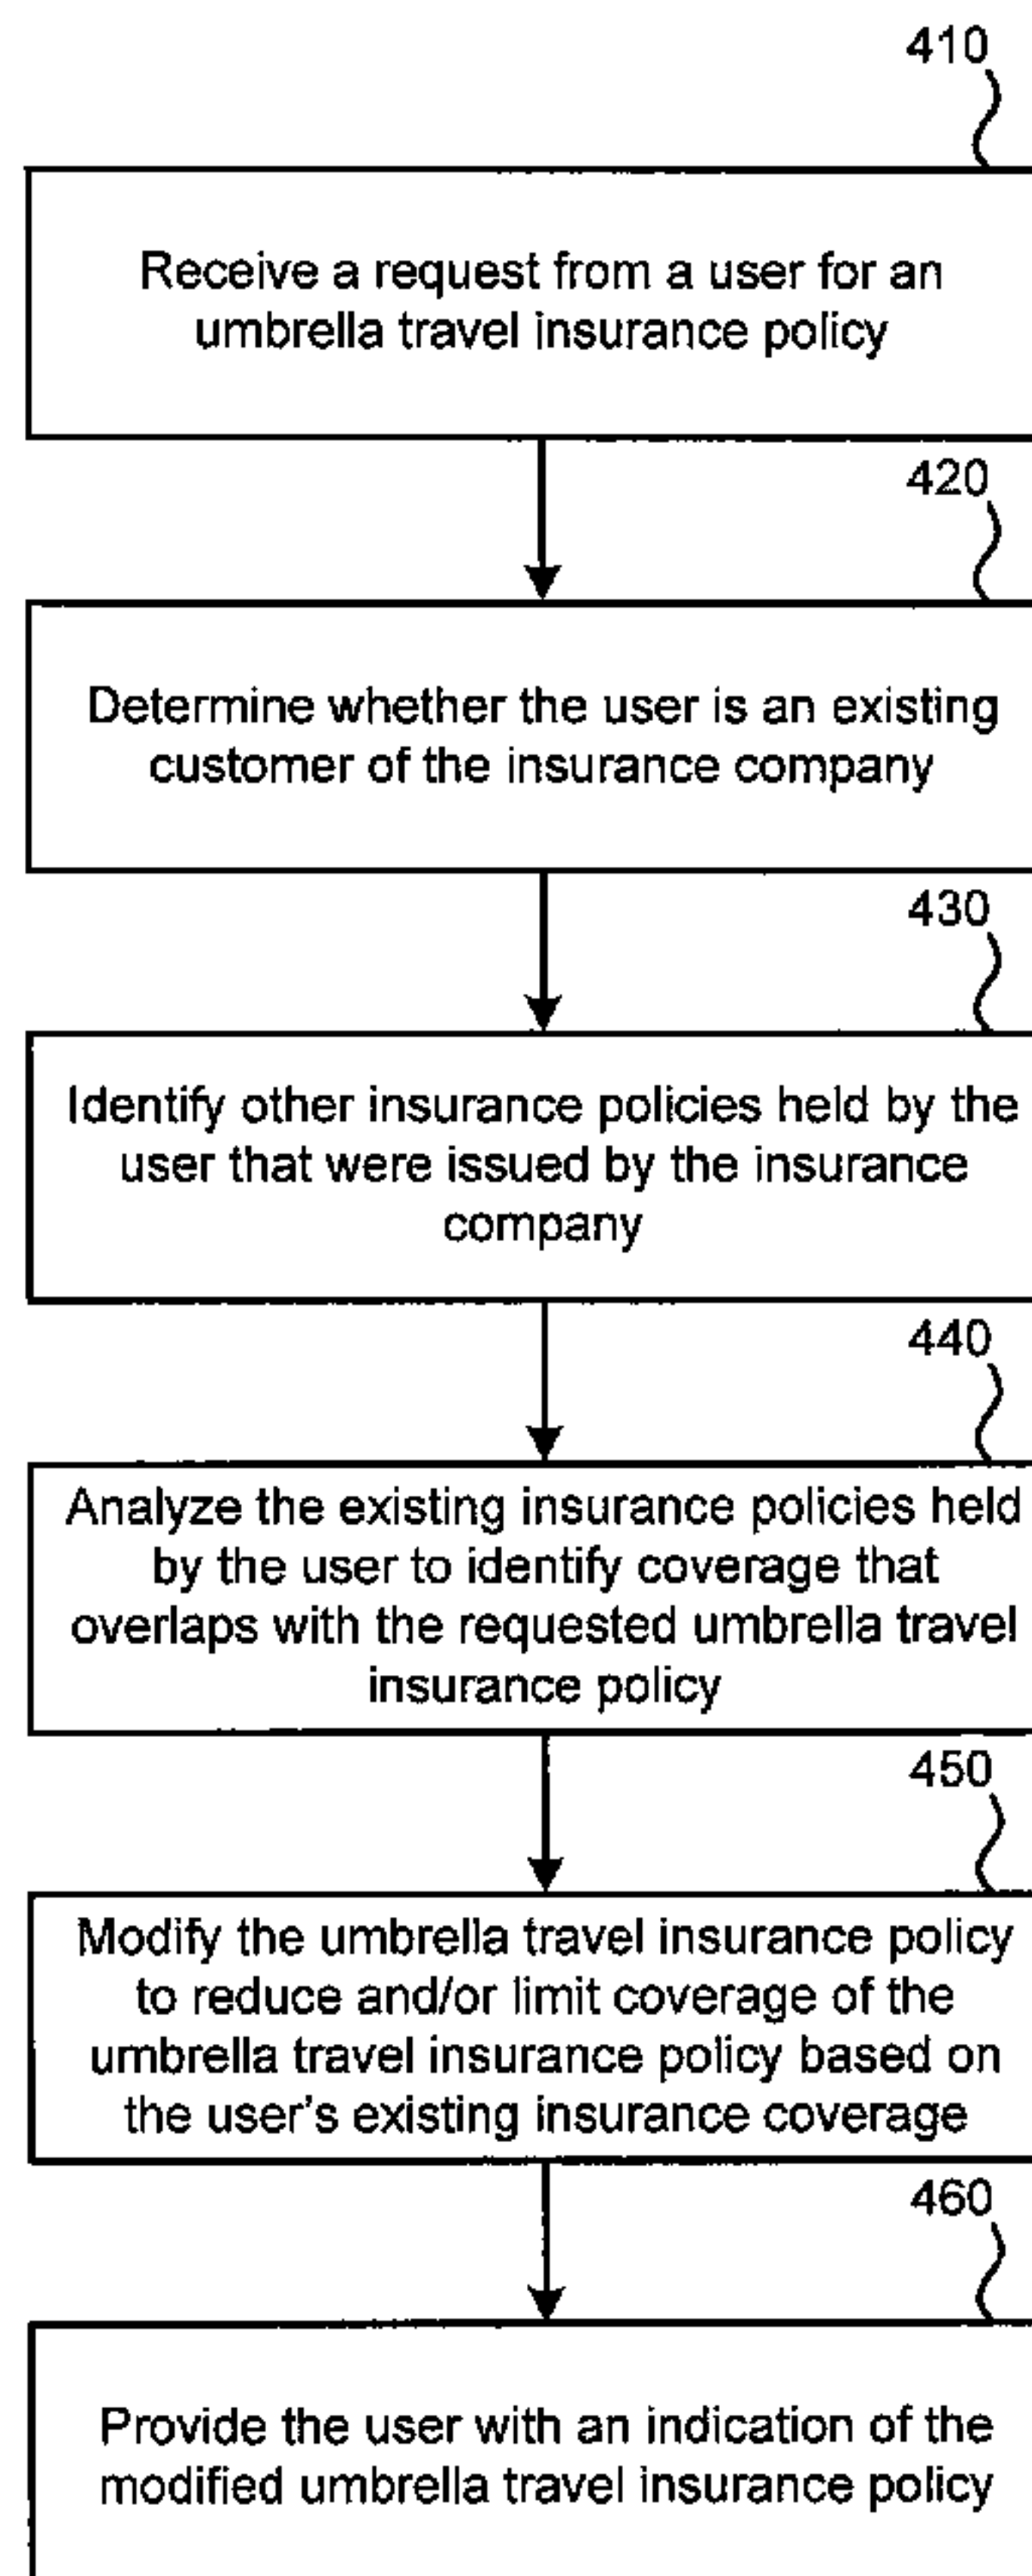 410
Receive a request from a user for an
umbrella travel insurance policy
420
Determine whether the user is an existing
customer of the insurance company
430
Identify other insurance policies held by the
user that were issued by the insurance
company
440
Analyze the existing insurance policies held
by the user to identify coverage that
overlaps with the requested umbrella travel
insurance policy
450
Modify the umbrella travel insurance policy
to reduce and/or limit coverage of the
umbrella travel insurance policy based on
the user's existing insurance coverage
460
Provide the user with an indication of the
modified umbrella travel insurance policy